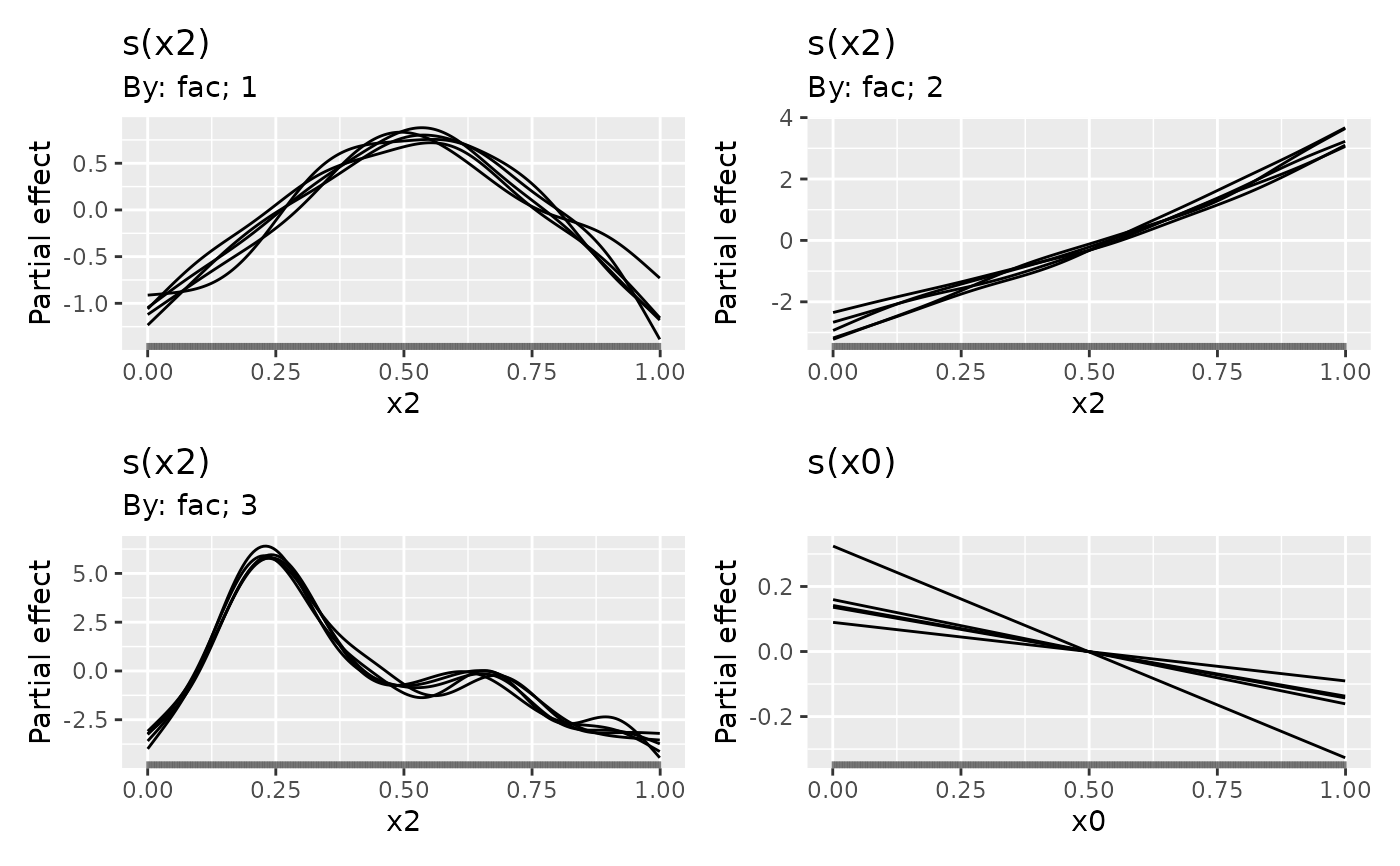 s(x2)
By: fac; 1
Partial effect
0.5
0.0
-0.5
-1.0
0.00 0.25 0.50 0.75 1.00
x2
s(x2)
By: fac; 2
Partial effect
4
2
0
-2
0.00 0.25 0.50 0.75 1.00
x2
s(x2)
By: fac; 3
Partial effect
5.0
2.5
0.0
-2.5
0.00 0.25 0.50 0.75 1.00
x2
s(x0)
Partial effect
0.2
0.0
-0.2
0.00 0.25 0.50 0.75 1.00
x0